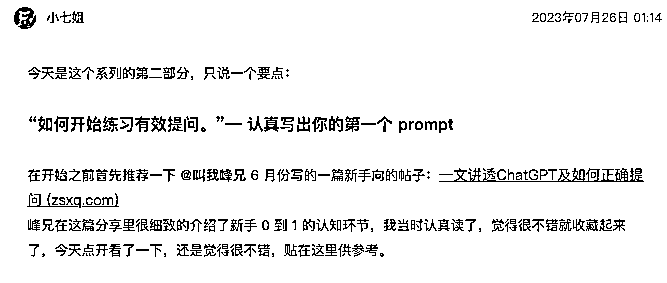 小七姐 2023年07月26日 01:14
今天是这个系列的第二部分，只说一个要点：
“如何开始练习有效提问。”— 认真写出你的第一个 prompt
在开始之前首先推荐一下 @叫我峰兄 6 月份写的一篇新手向的帖子：一文讲透ChatGPT及如何正确提
问 (zsxq.com)
峰兄在这篇分享里很细致的介绍了新手 0 到 1 的认知环节，我当时认真读了，觉得很不错就收藏起来
了，今天点开看了一下，还是觉得很不错，贴在这里供参考。